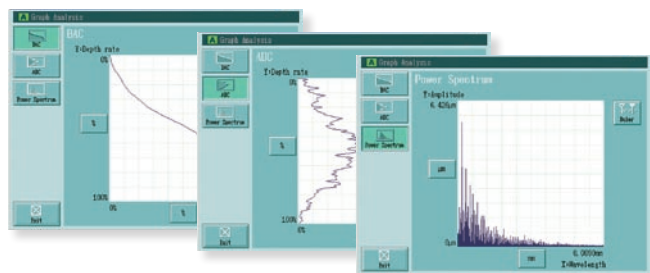 A Graph Analysis
BAC
BAC
Y:Depth rate
0%
ADC
Power Spectrum
%
100%
0%
%
Exit
A Graph Analysis
ADC
BAC
Y:Depth rate
0%
ADC
Power Spectrum
%
100%
0%
Exit
A Graph Analysis
Power Spectrum
BAC
Y:Amplitude
6.426μm
Ruler
ADC
Power Spectrum
μm
0μm
6.0000mm
mm
X:Wavelength
Exit